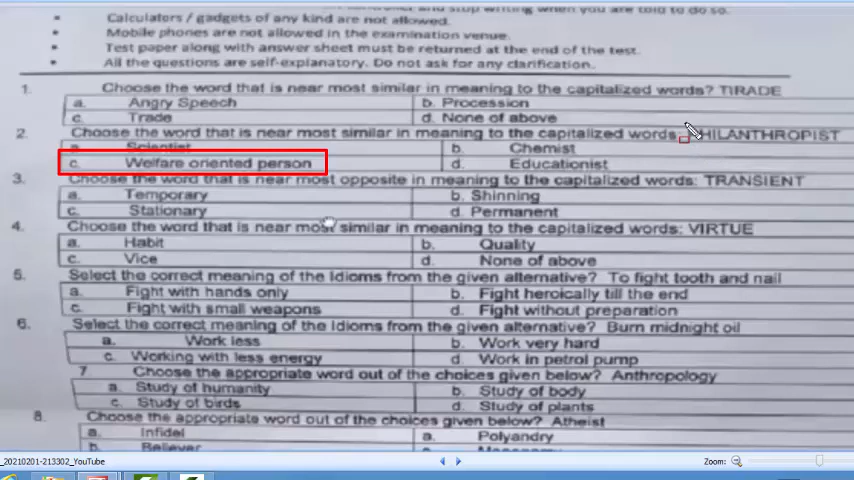 controller and stop writing when you are told to do so.
Calculators / gadgets of any kind are not allowed.
Mobile phones are not allowed in the examination venue.
Test paper along with answer sheet must be returned at the end of the test.
All the questions are self-explanatory. Do not ask for any clarification.
1. Choose the word that is near most similar in meaning to the capitalized words? TIRADE
a. Angry Speech b. Procession
c. Trade d. None of above
2. Choose the word that is near most similar in meaning to the capitalized words: PHILANTHROPIST
a. Scientist b. Chemist
c. Welfare oriented person d. Educationist
3. Choose the word that is near most opposite in meaning to the capitalized words: TRANSIENT
a. Temporary b. Shinning
c. Stationary d. Permanent
4. Choose the word that is near most similar in meaning to the capitalized words: VIRTUE
a. Habit b. Quality
c. Vice d. None of above
5. Select the correct meaning of the Idioms from the given alternative? To fight tooth and nail
a. Fight with hands only b. Fight heroically till the end
c. Fight with small weapons d. Fight without preparation
6. Select the correct meaning of the Idioms from the given alternative? Burn midnight oil
a. Work less b. Work very hard
c. Working with less energy d. Work in petrol pump
7 Choose the appropriate word out of the choices given below? Anthropology
a. Study of humanity b. Study of body
c. Study of birds d. Study of plants
8. Choose the appropriate word out of the choices given below? Atheist
a. Infidel a. Polyandry
b. Believer
_20210201-213302_YouTube Zoom: